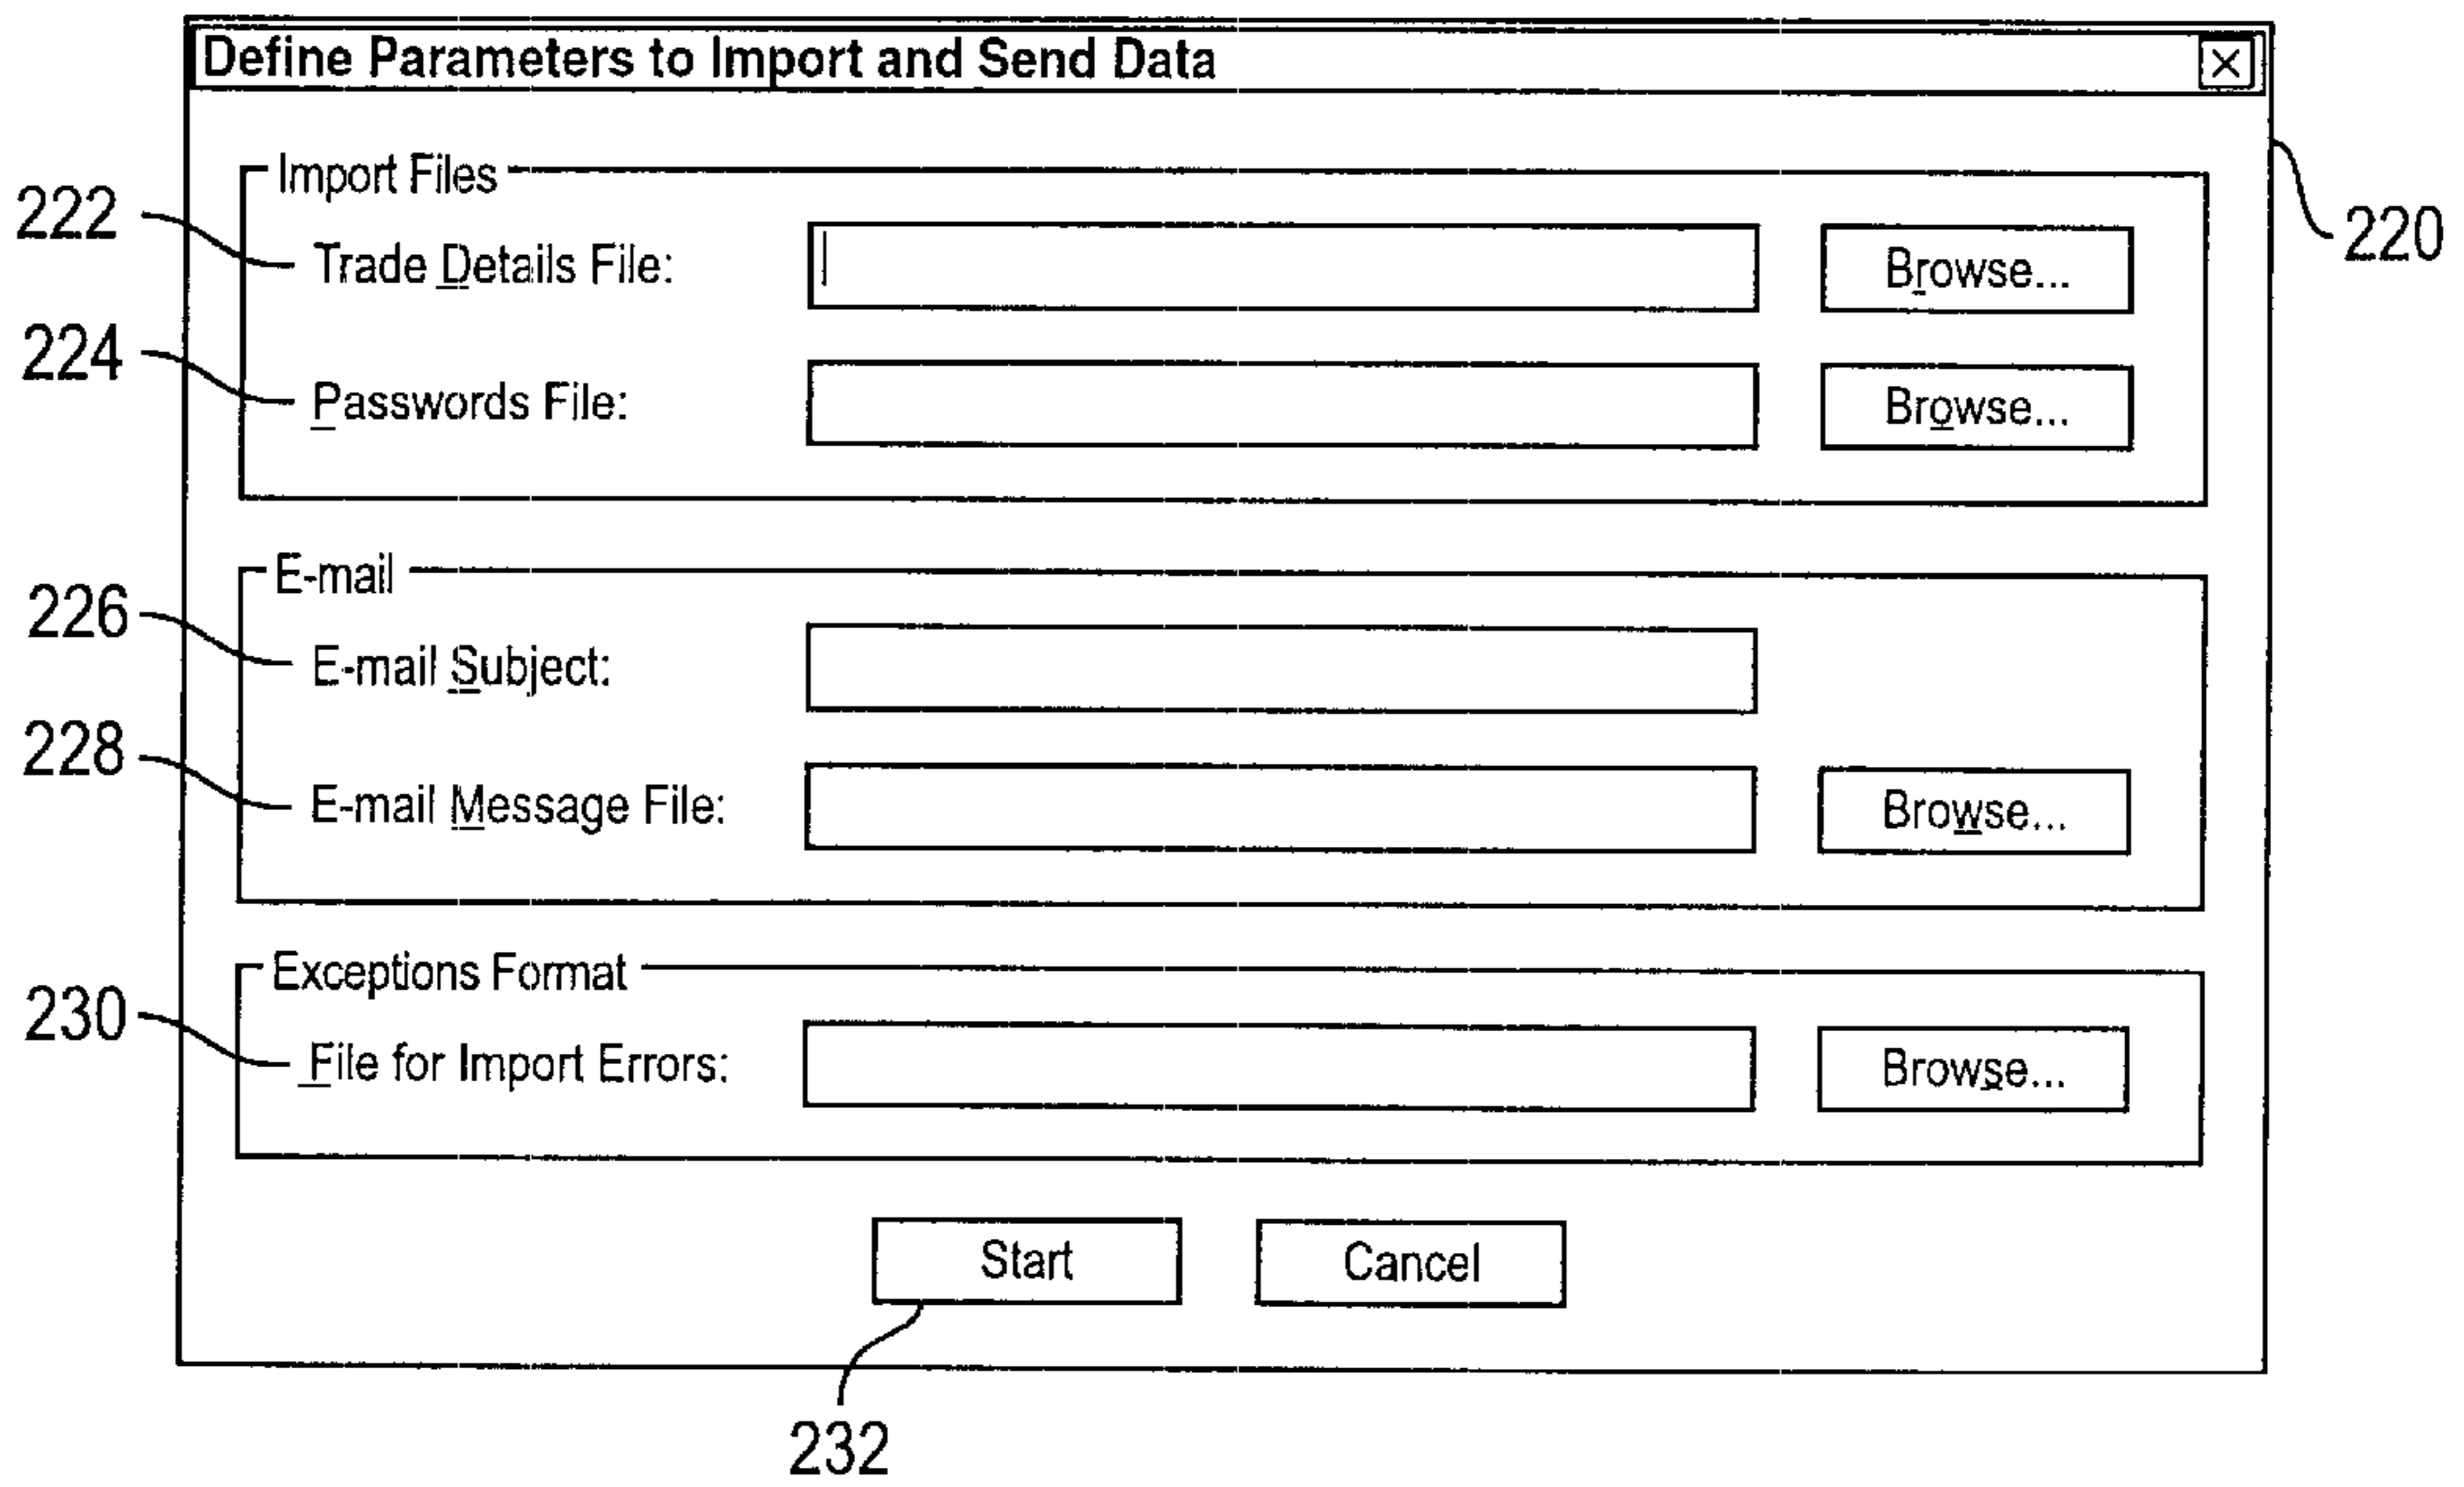 Define Parameters to Import and Send Data
Import Files
222
Trade Details File:
Browse...
220
224
Passwords File:
Browse...
E-mail
226
E-mail Subject:
228
E-mail Message File:
Browse...
Exceptions Format
230
File for Import Errors:
Browse...
Start
Cancel
232